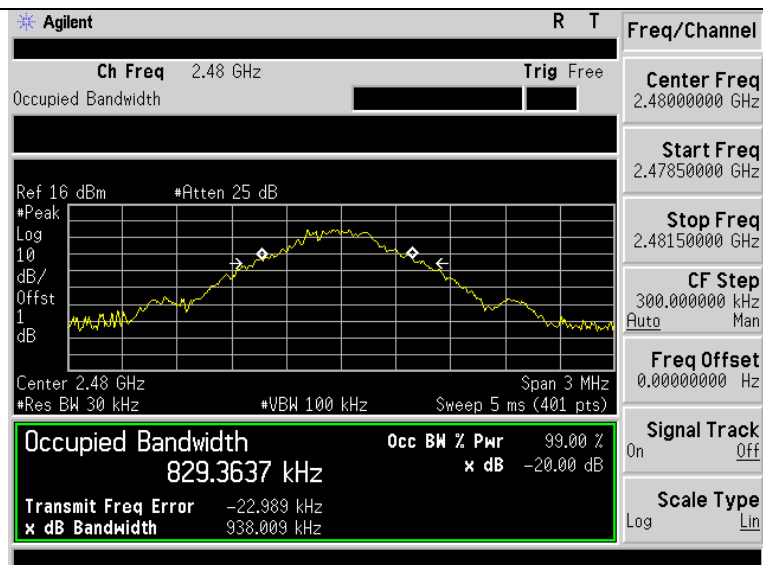 Agilent R T
Freq/Channel
Ch Freq 2.48 GHz Trig Free
Occupied Bandwidth
Center Freq
2.48000000 GHz
Start Freq
2.47850000 GHz
Stop Freq
2.48150000 GHz
CF Step
300.000000 kHz
Auto Man
Freq Offset
0.00000000 Hz
Signal Track
On Off
Scale Type
Log Lin
Ref 16 dBm #Atten 25 dB
#Peak
Log
10
dB/
Offst
1
dB
Center 2.48 GHz Span 3 MHz
#Res BW 30 kHz #VBW 100 kHz Sweep 5 ms (401 pts)
Occupied Bandwidth Occ BW % Pwr 99.00 %
829.3637 kHz x dB -20.00 dB
Transmit Freq Error -22.989 kHz
x dB Bandwidth 938.009 kHz